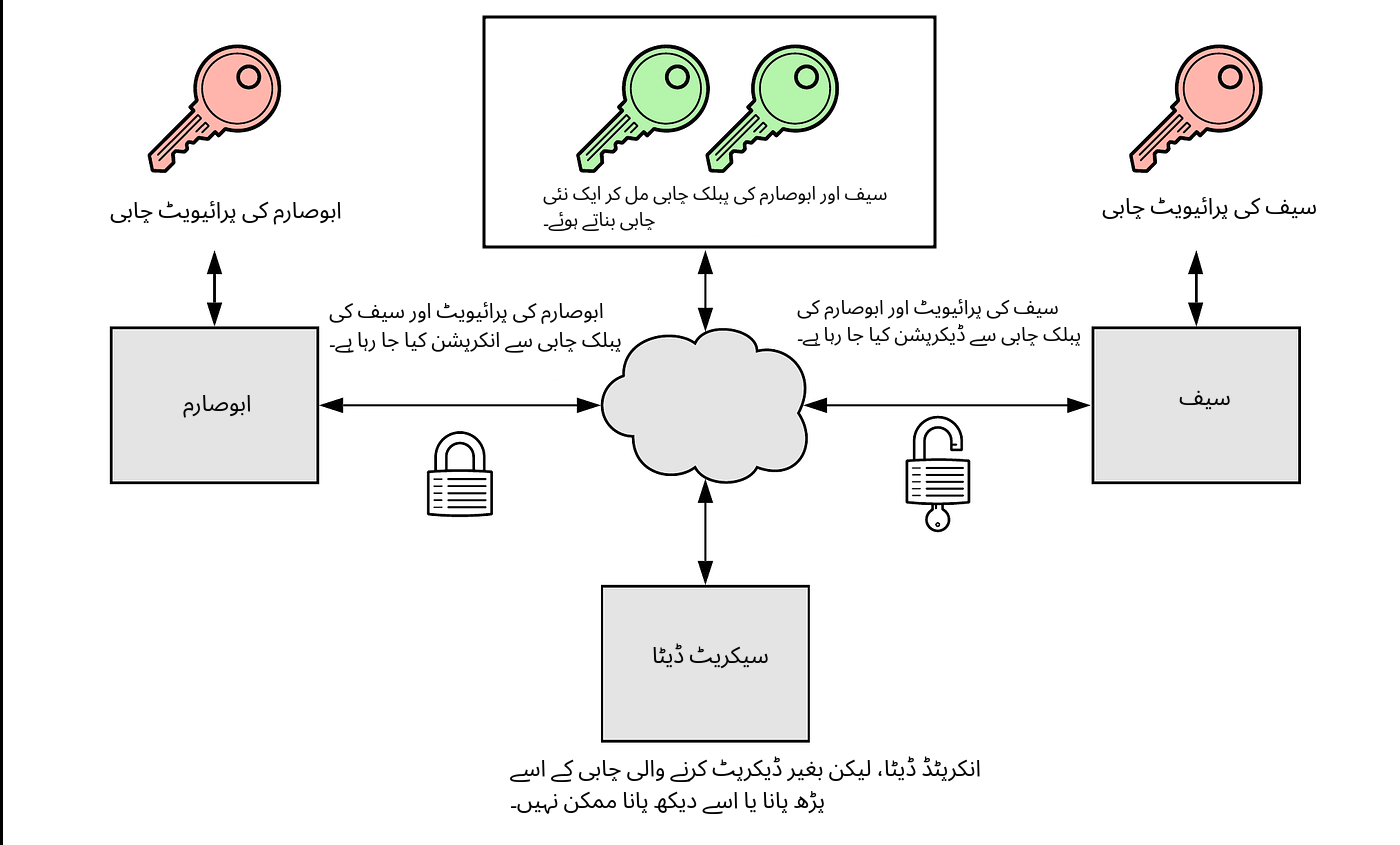 سیف اور ابوصارم کی پبلک چابی مل کر ایک نئی
چابی بناتے ہوئے۔
ابوصارم کی پرائیویٹ چابی
سیف کی پرائیویٹ چابی
ابوصارم کی پرائیویٹ اور سیف کی
پبلک چابی سے انکرپشن کیا جا رہا ہے۔
سیف کی پرائیویٹ اور ابوصارم کی
پبلک چابی سے ڈیکرپشن کیا جا رہا ہے۔
ابوصارم
سیف
سیکریٹ ڈیٹا
انکرپٹڈ ڈیٹا، لیکن بغیر ڈیکرپٹ کرنے والی چابی کے اسے
پڑھ پانا یا اسے دیکھ پانا ممکن نہیں۔